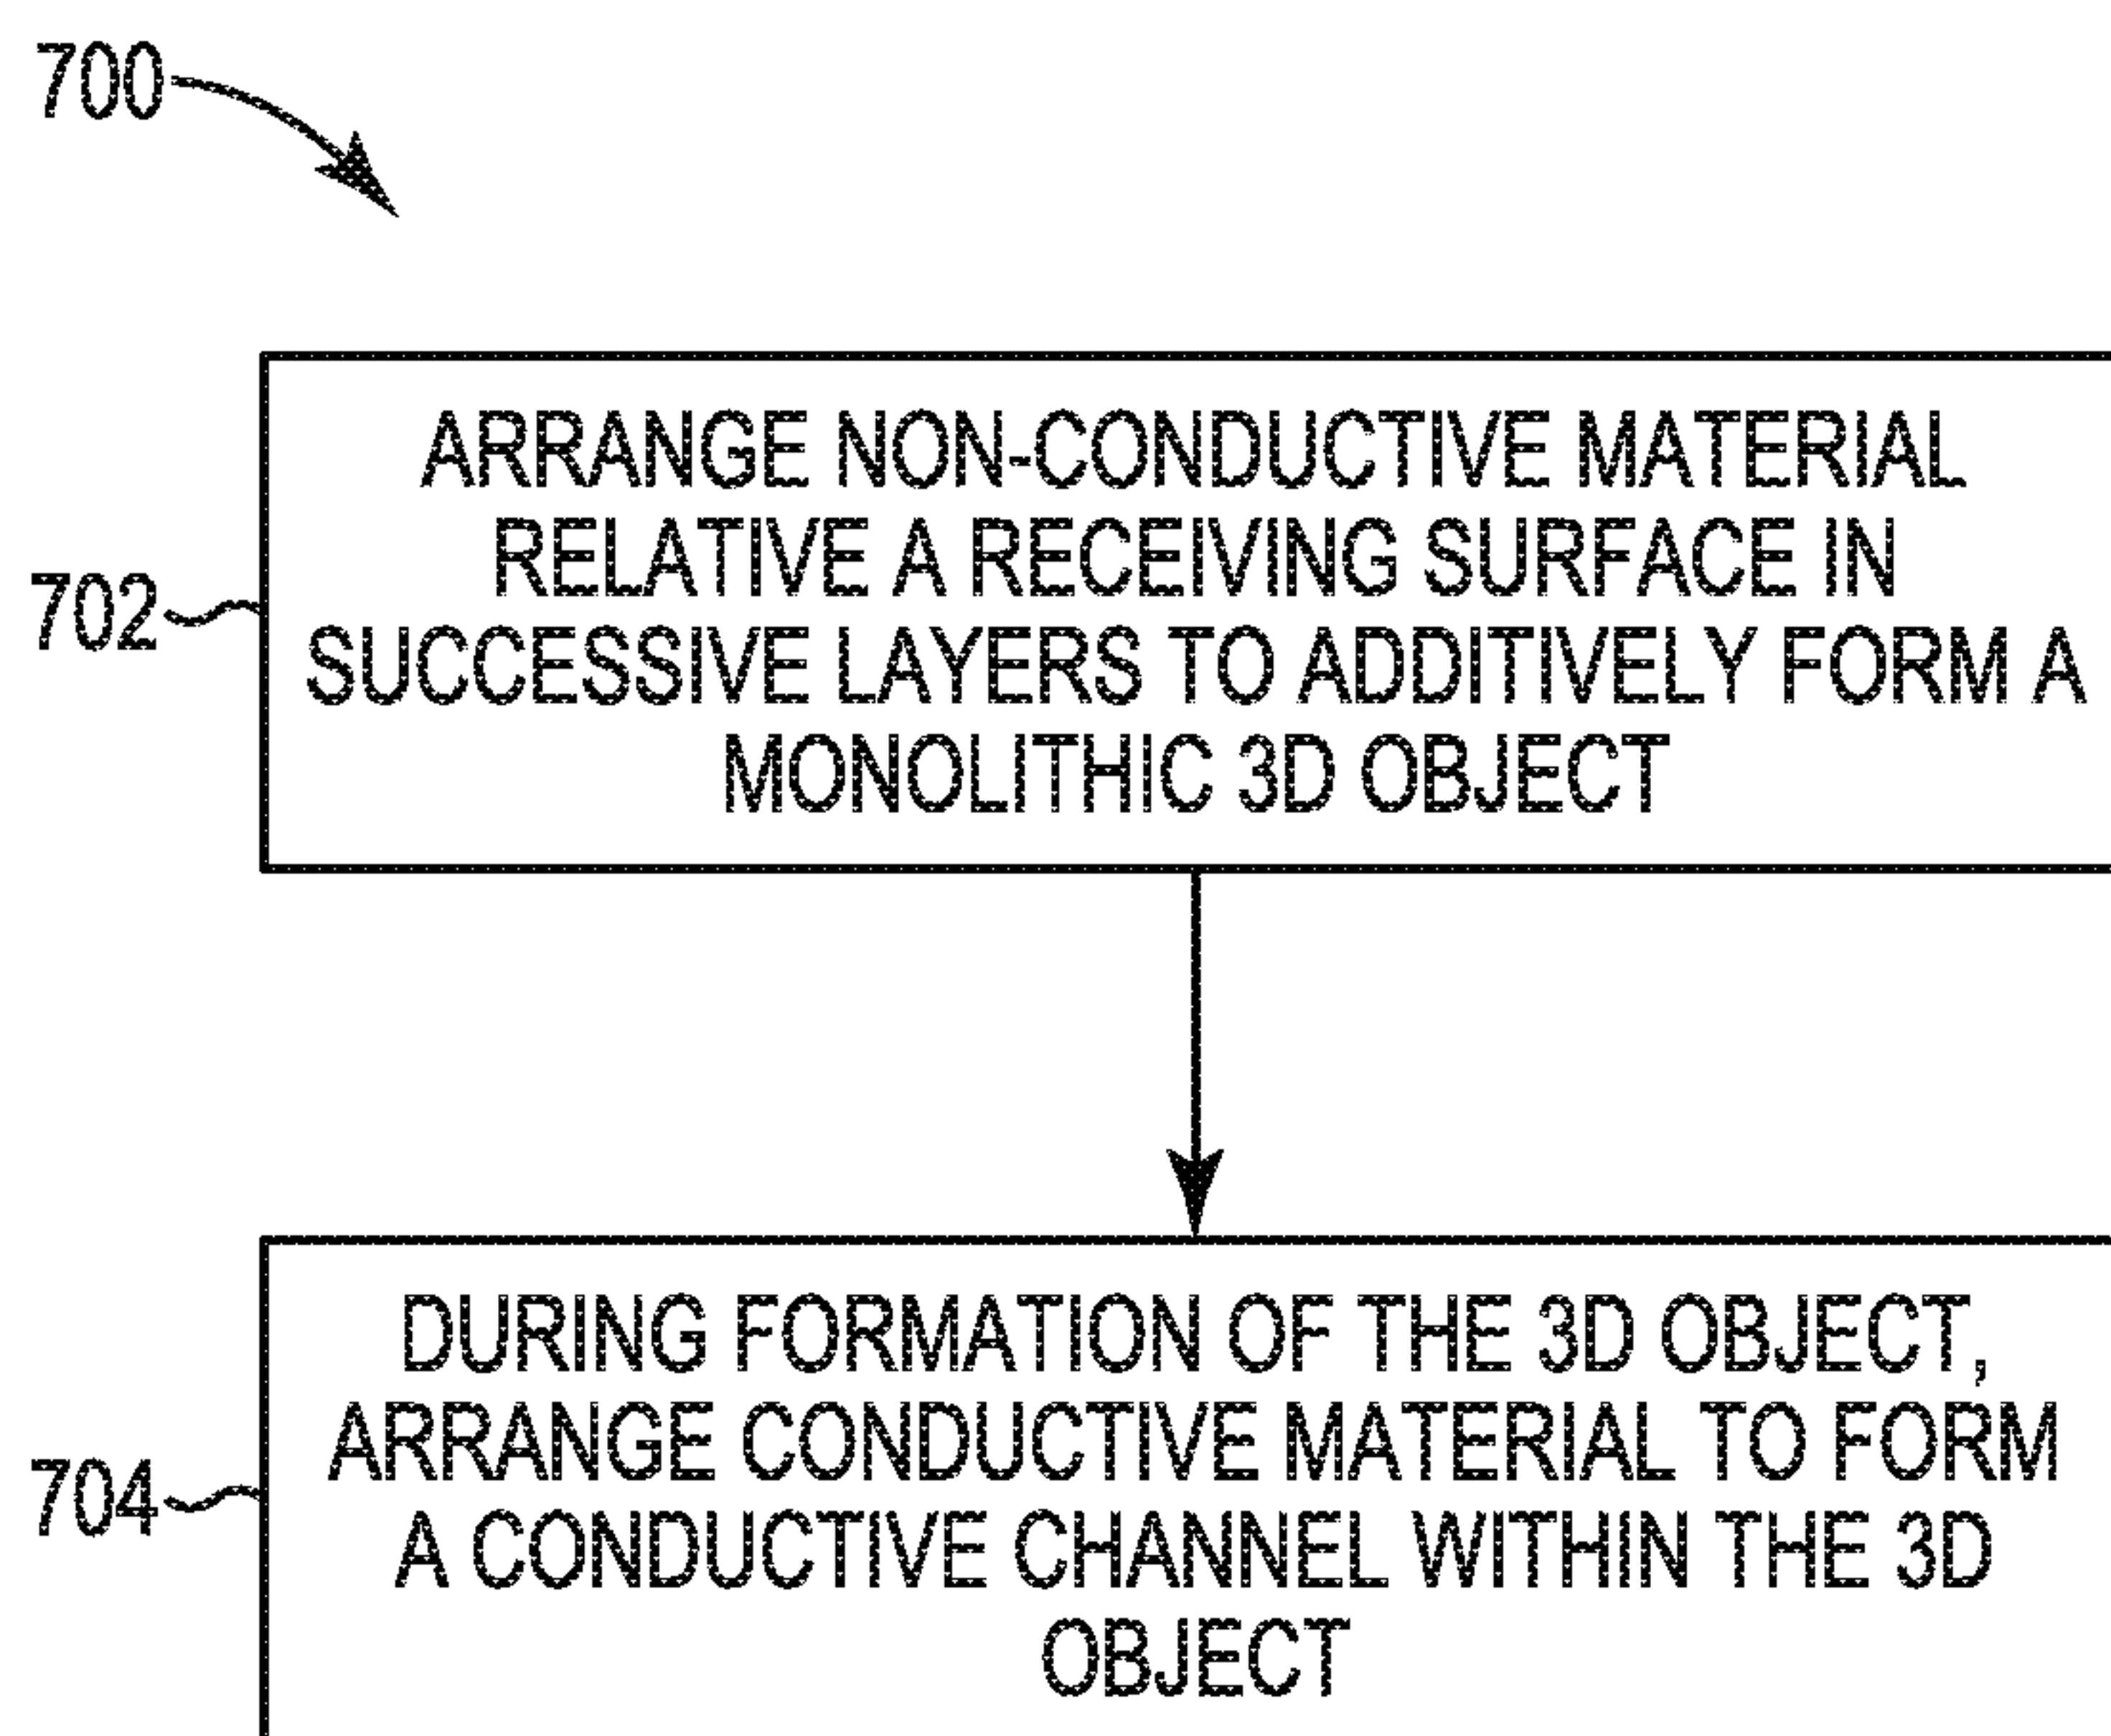 700
702
ARRANGE NON-CONDUCTIVE MATERIAL
RELATIVE A RECEIVING SURFACE IN
SUCCESSIVE LAYERS TO ADDITIVELY FORM A
MONOLITHIC 3D OBJECT
704
DURING FORMATION OF THE 3D OBJECT,
ARRANGE CONDUCTIVE MATERIAL TO FORM
A CONDUCTIVE CHANNEL WITHIN THE 3D
OBJECT